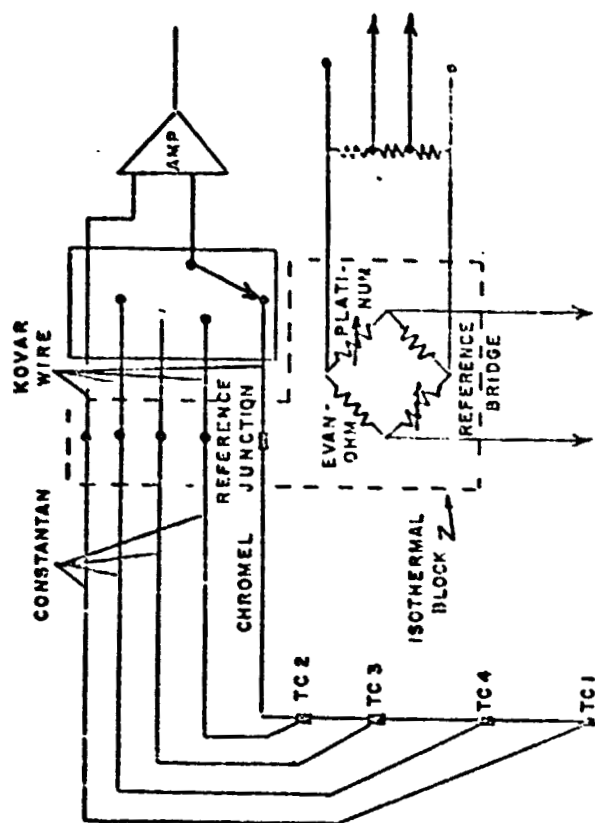 KOVAR
WIRE
AMP
CONSTANTAN
REFERENCE
JUNCTION
CHROMEL
EVAN-
OHM
PLATI-
NUM
REFERENCE
BRIDGE
ISOTHERMAL
BLOCK
TC 2
TC 3
TC 4
TC 1